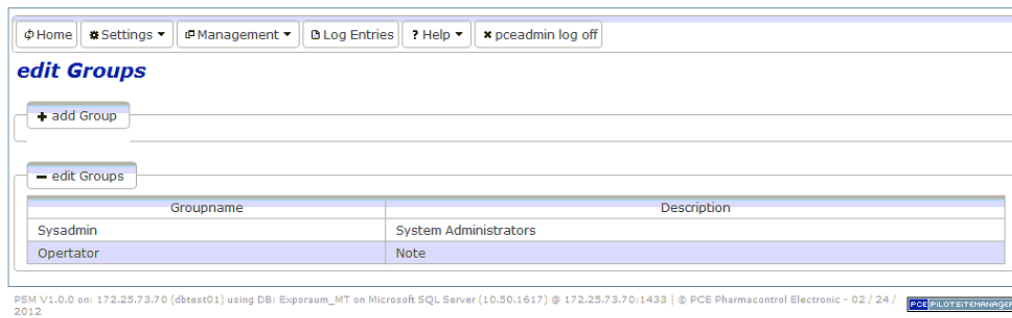 Home Settings Management Log Entries ? Help pceadmin log off
edit Groups
add Group
edit Groups
Groupname Description
Sysadmin System Administrators
Opertator Note
PSM V1.0.0 on: 172.25.73.70 (dbtest01) using DB: Exporaum_MT on Microsoft SQL Server (10.50.1617) @ 172.25.73.70:1433 | © PCE Pharmacontrol Electronic - 02 / 24 /
2012
PCE PILOTSITEMANAGER